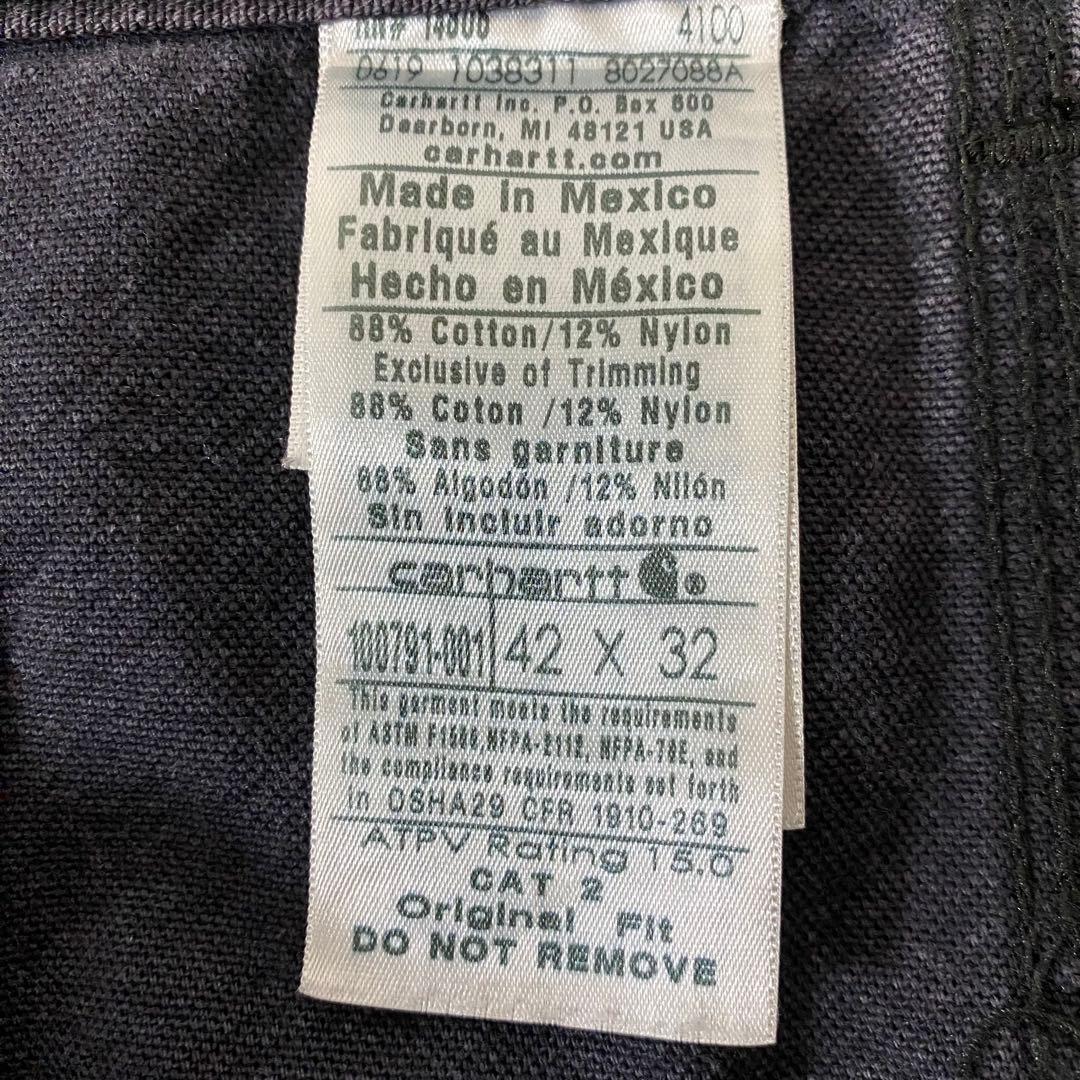 RN# 14806 4100
0619 1038311 8027088A
Carhartt Inc. P.O. Box 600
Dearborn, MI 48121 USA
carhartt.com
Made in Mexico
Fabriqué au Mexique
Hecho en México
88% Cotton/12% Nylon
Exclusive of Trimming
88% Coton /12% Nylon
Sans garniture
88% Algodón /12% Nilón
Sin incluir adorno
carhartt ®
100791-001 42 X 32
This garment meets the requirements
of ASTM F1506, NFPA-2112, NFPA-70E, and
the compliance requirements set forth
in OSHA29 CFR 1910-269
ATPV Rating 15.0
CAT 2
Original Fit
DO NOT REMOVE